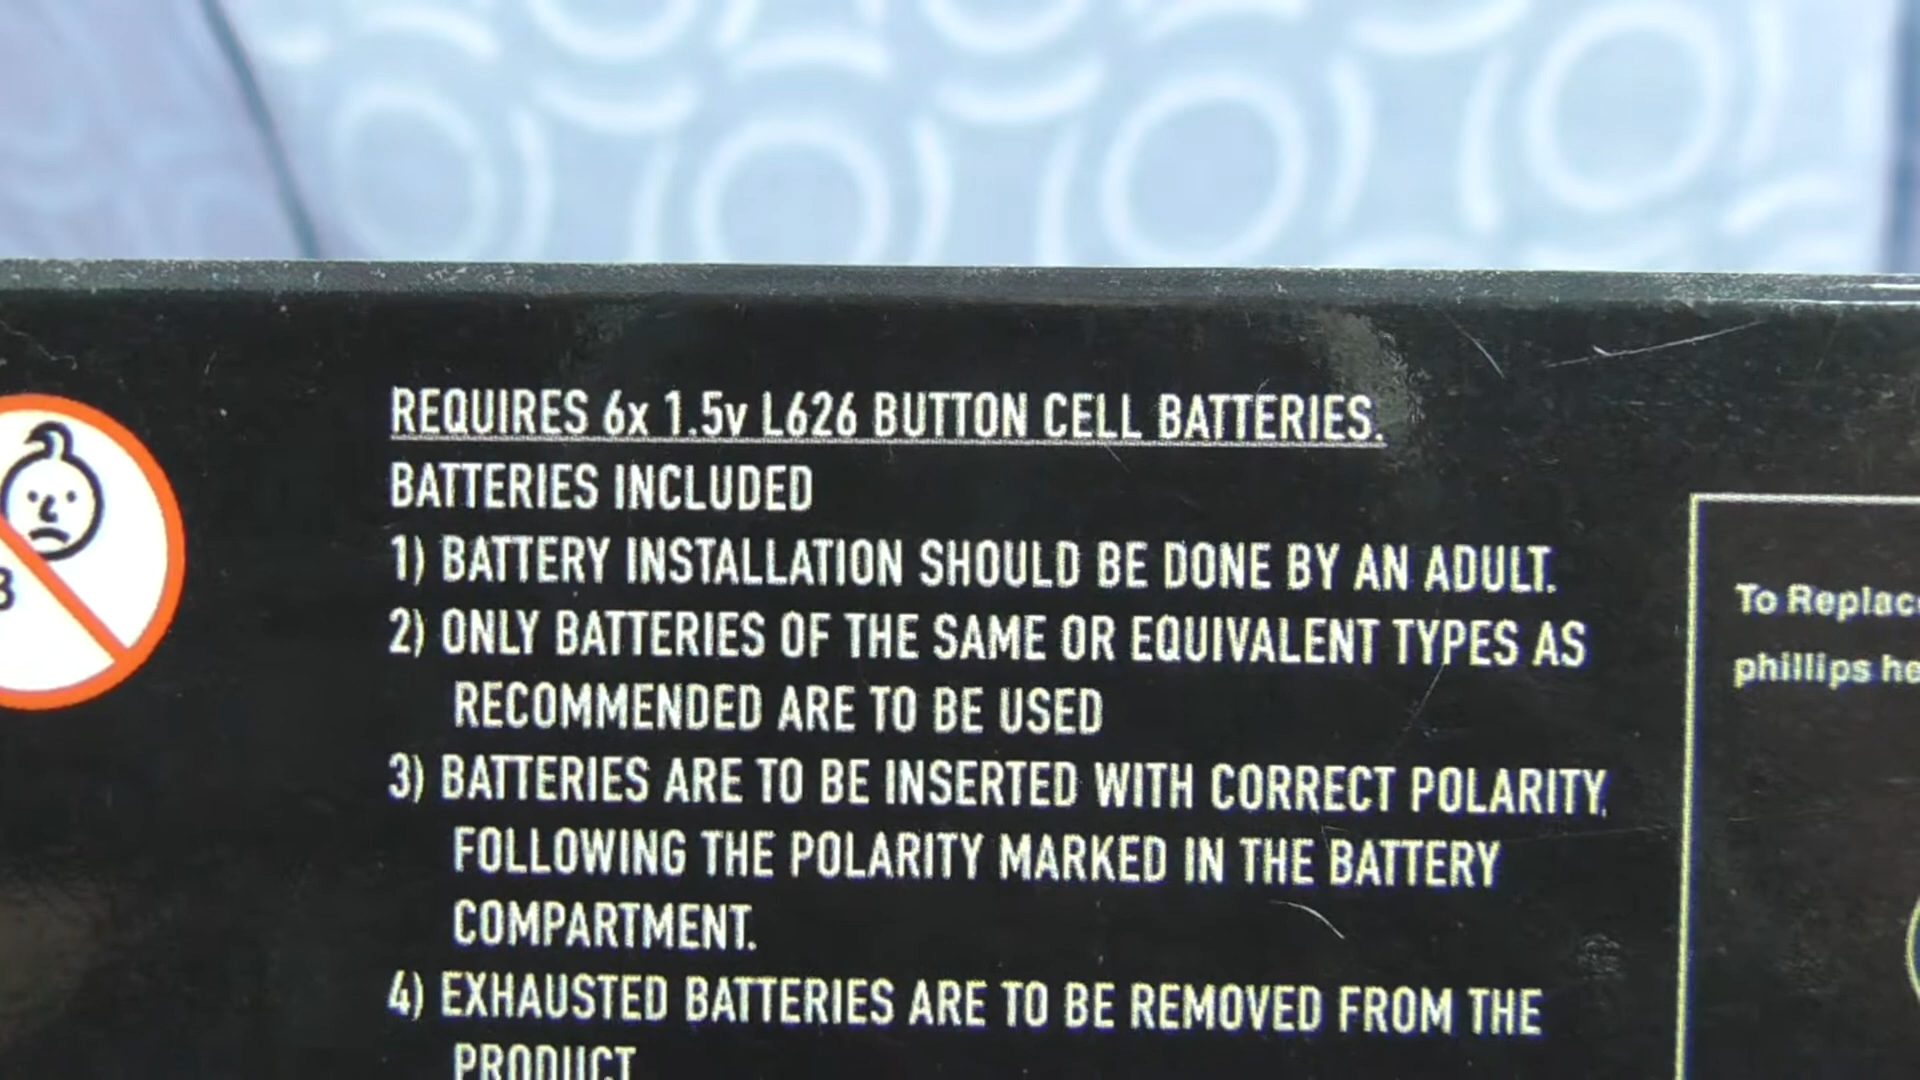 REQUIRES 6x 1.5v L626 BUTTON CELL BATTERIES.
BATTERIES INCLUDED
1) BATTERY INSTALLATION SHOULD BE DONE BY AN ADULT.
2) ONLY BATTERIES OF THE SAME OR EQUIVALENT TYPES AS
RECOMMENDED ARE TO BE USED
3) BATTERIES ARE TO BE INSERTED WITH CORRECT POLARITY,
FOLLOWING THE POLARITY MARKED IN THE BATTERY
COMPARTMENT.
4) EXHAUSTED BATTERIES ARE TO BE REMOVED FROM THE
PRODUCT
3
To
phillips